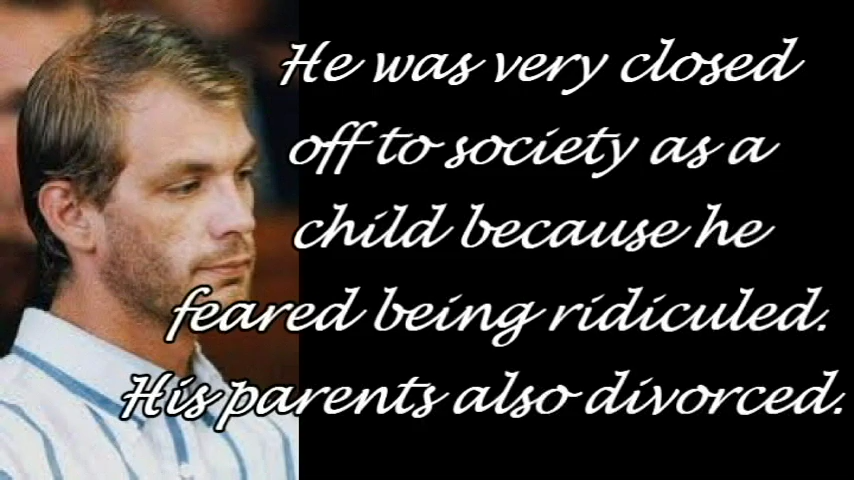 He was very closed
off to society as a
child because he
feared being ridiculed.
His parents also divorced.